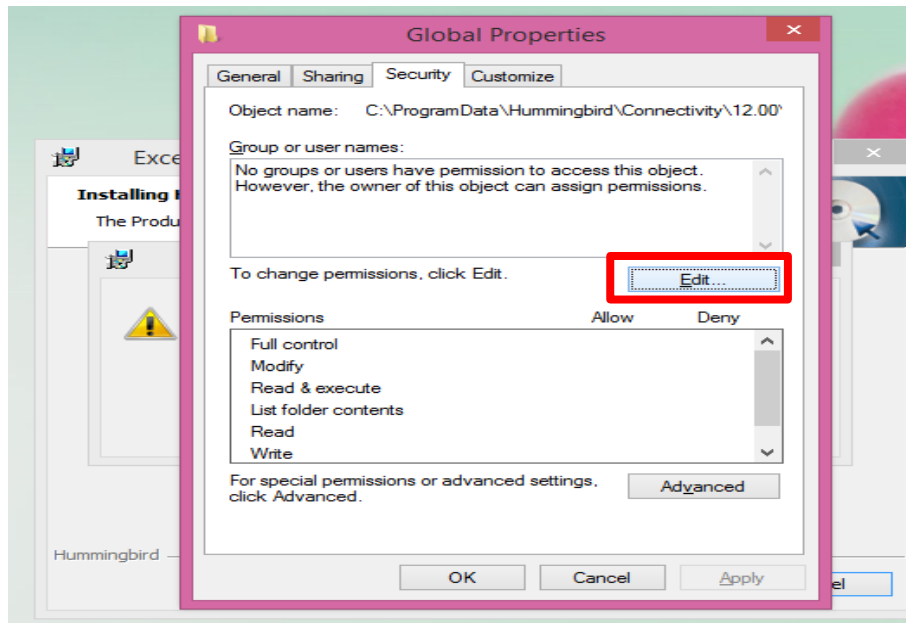 Global Properties
General Sharing Security Customize
Object name: C:\ProgramData\Hummingbird\Connectivity\12.00
Group or user names:
No groups or users have permission to access this object.
However, the owner of this object can assign permissions.
To change permissions, click Edit.
Edit...
Permissions Allow Deny
Full control
Modify
Read & execute
List folder contents
Read
Write
For special permissions or advanced settings,
click Advanced.
Advanced
OK Cancel Apply
Exce
Installing
The Produ
Hummingbird
el